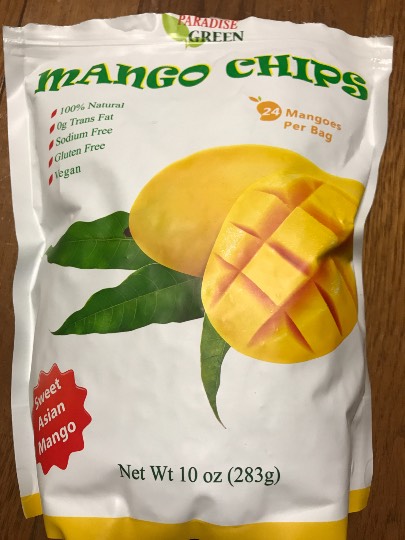 PARADISE
GREEN
MANGO CHIPS
100% Natural
0g Trans Fat
Sodium Free
Gluten Free
Vegan
24 Mangoes
Per Bag
Sweet
Asian
Mango
Net Wt 10 oz (283g)